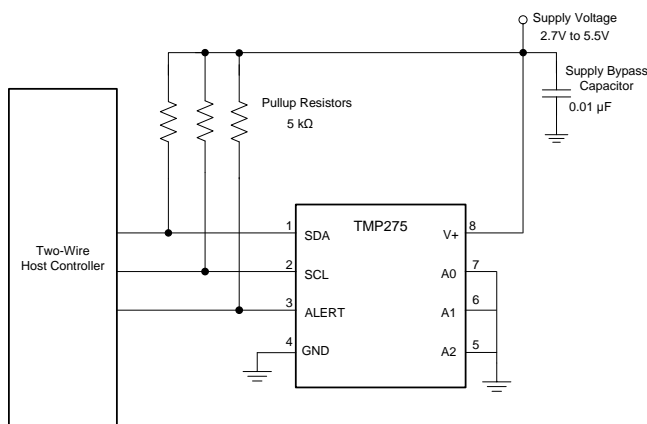 Supply Voltage
2.7V to 5.5V
Supply Bypass
Capacitor
0.01 µF
Pullup Resistors
5 kΩ
Two-Wire
Host Controller
TMP275
1 SDA
2 SCL
3 ALERT
4 GND
V+ 8
A0 7
A1 6
A2 5